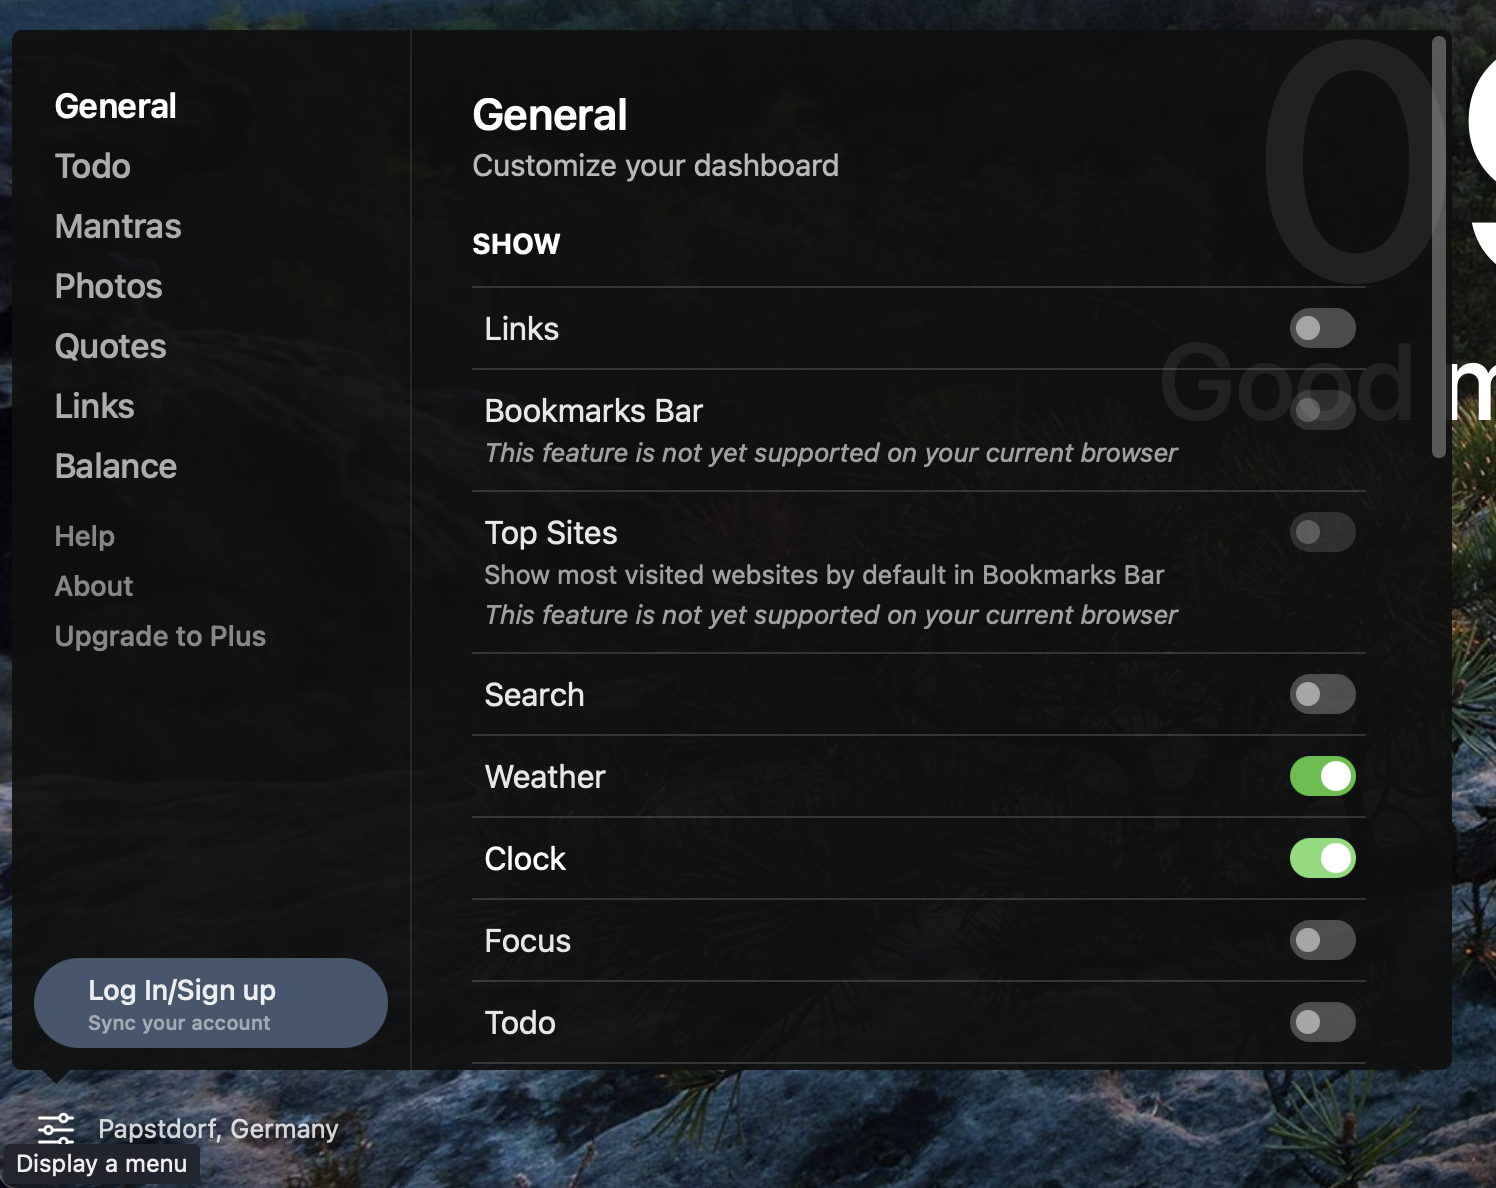 General
Todo
Mantras
Photos
Quotes
Links
Balance
Help
About
Upgrade to Plus
Log In/Sign up
Sync your account
General
Customize your dashboard
SHOW
Links
Bookmarks Bar
This feature is not yet supported on your current browser
Top Sites
Show most visited websites by default in Bookmarks Bar
This feature is not yet supported on your current browser
Search
Weather
Clock
Focus
Todo
09
Good m
Papstdorf, Germany
Display a menu